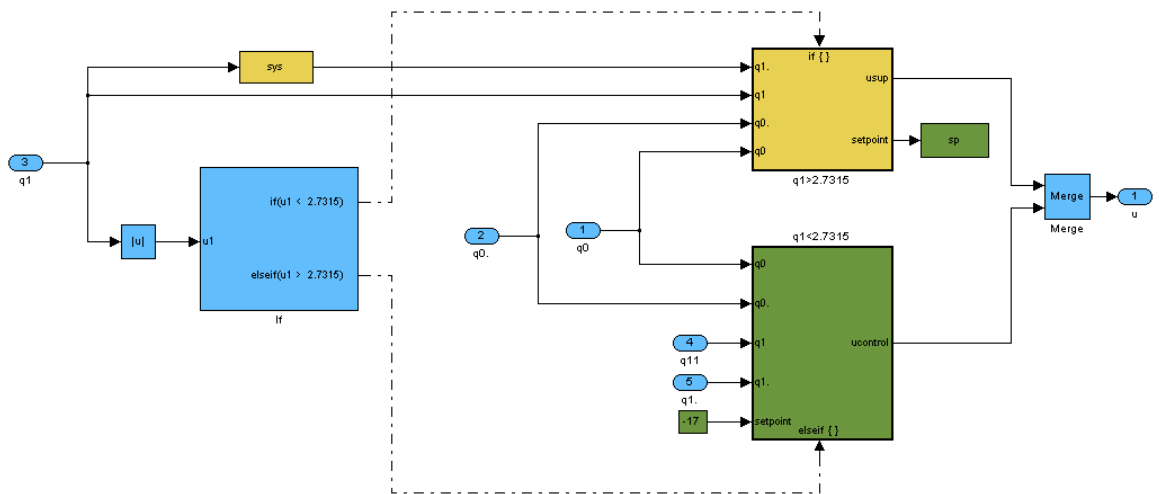 if { }
sys
q1.
usup
q1
q0.
setpoint
sp
q0
3
q1
q1>2.7315
if(u1 < 2.7315)
Merge
1
u
Merge
|u|
u1
2
q0.
1
q0
q1<2.7315
q0
elseif(u1 > 2.7315)
q0.
If
4
q11
q1
ucontrol
5
q1.
q1.
-17
setpoint
elseif { }